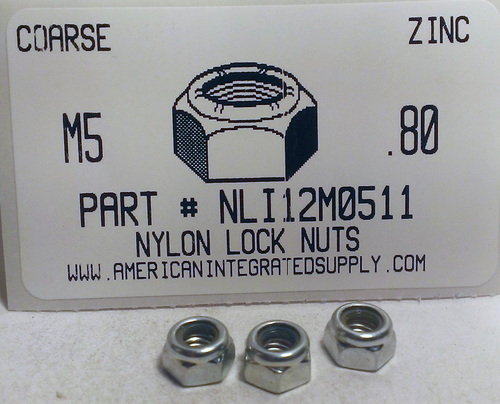 COARSE ZINC
M5 .80
PART # NLI12M0511
NYLON LOCK NUTS
WWW.AMERICANINTEGRATEDSUPPLY.COM